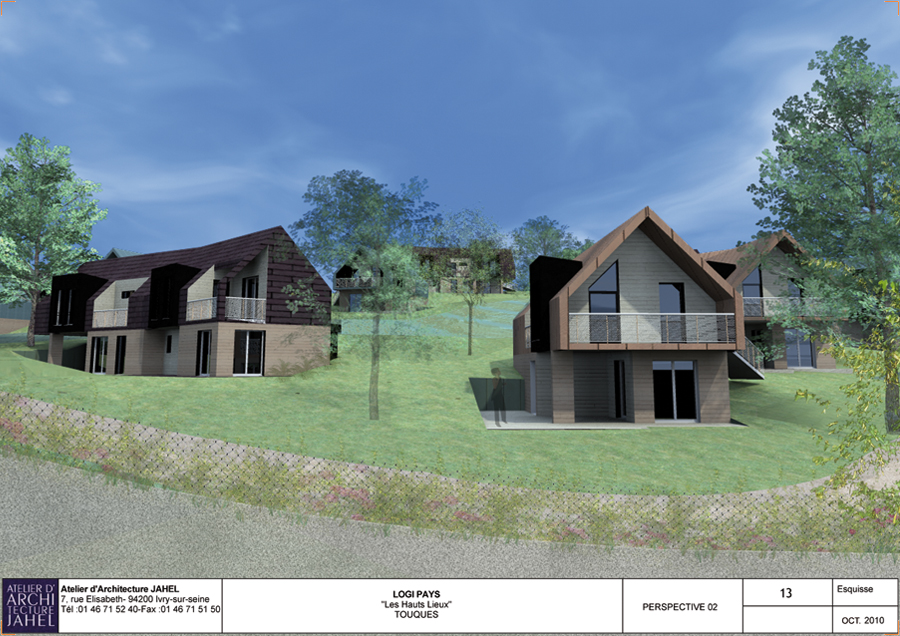 ATELIER D'
ARCHI
TECTURE
JAHEL
Atelier d'Architecture JAHEL
7, rue Elisabeth- 94200 Ivry-sur-seine
Tél :01 46 71 52 40-Fax :01 46 71 51 50
LOGI PAYS
"Les Hauts Lieux"
TOUQUES
PERSPECTIVE 02
13
Esquisse
OCT. 2010